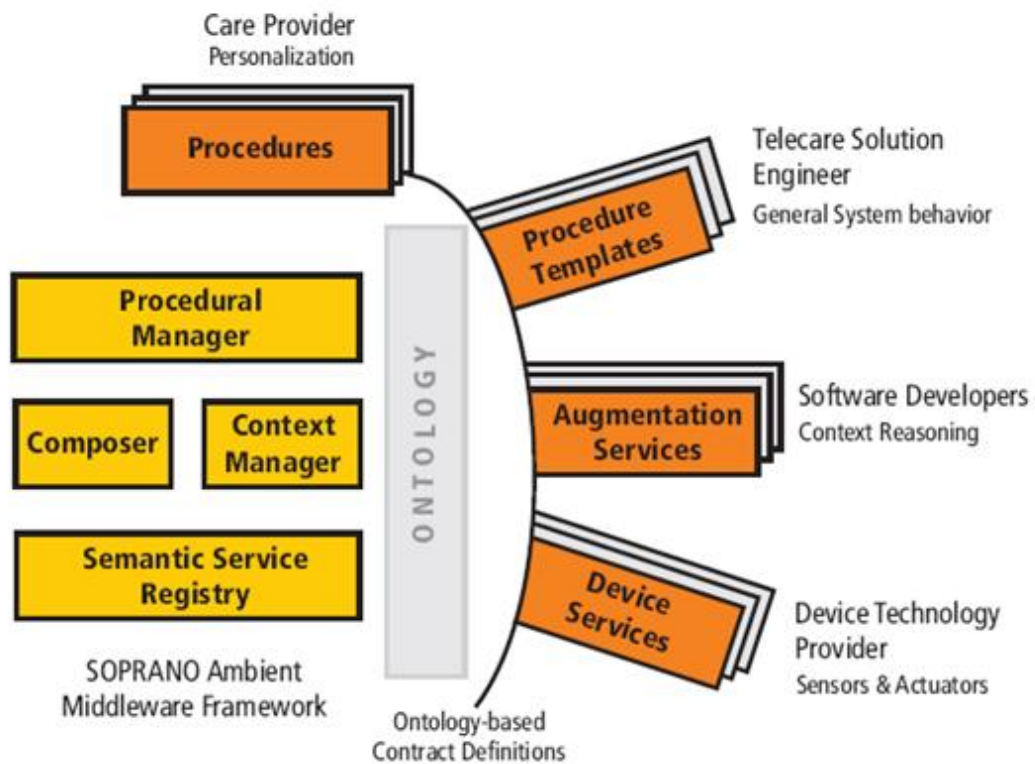 Care Provider
Personalization
Procedures
Telecare Solution
Engineer
General System behavior
Procedure
Templates
Procedural
Manager
ONTOLOGY
Composer
Context
Manager
Augmentation
Services
Software Developers
Context Reasoning
Semantic Service
Registry
Device
Services
Device Technology
Provider
Sensors & Actuators
SOPRANO Ambient
Middleware Framework
Ontology-based
Contract Definitions